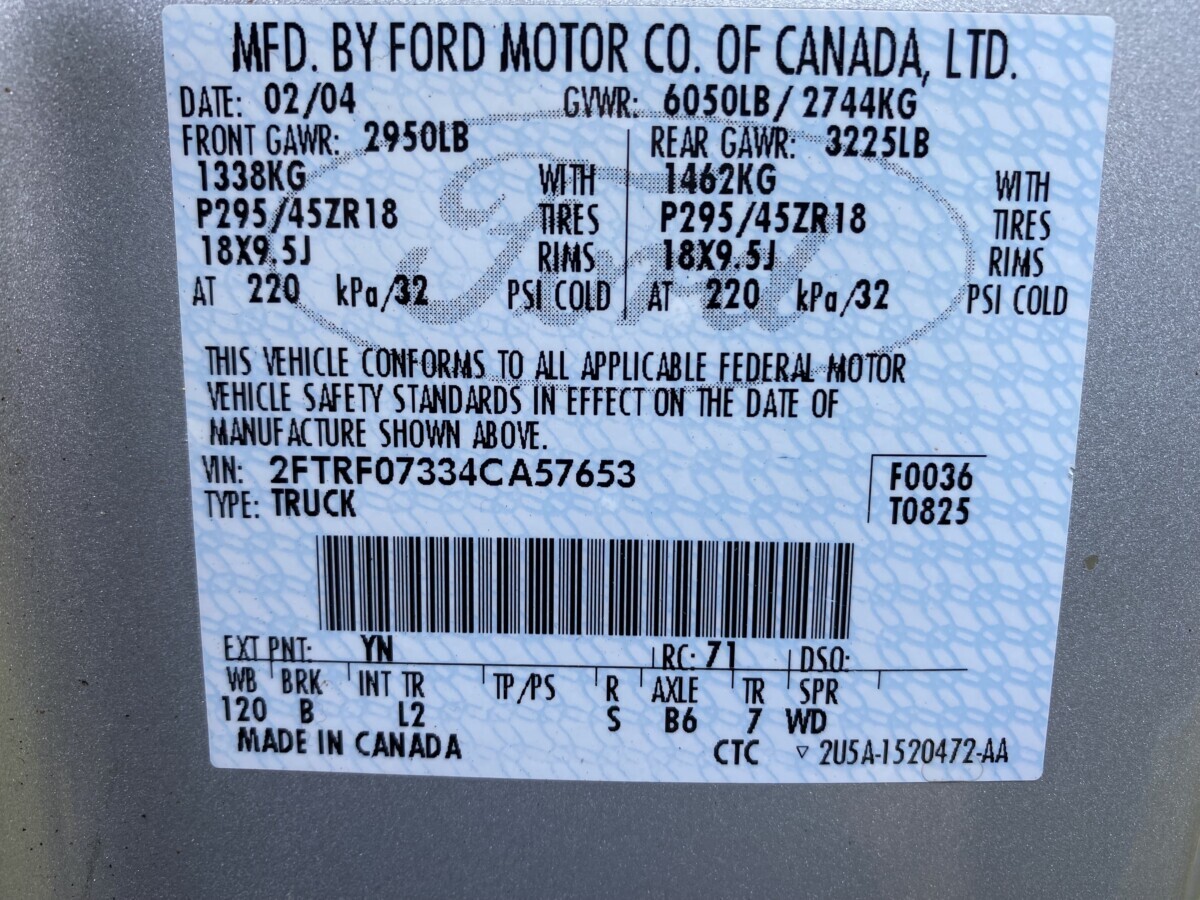 MFD. BY FORD MOTOR CO. OF CANADA, LTD.
DATE: 02/04 GVWR: 6050LB/ 2744KG
FRONT GAWR: 2950LB REAR GAWR: 3225LB
1338KG WITH 1462KG WITH
P295/45ZR18 TIRES P295/45ZR18 TIRES
18X9.5J RIMS 18X9.5J RIMS
AT 220 kPa/32 PSI COLD AT 220 kPa/32 PSI COLD
Ford
THIS VEHICLE CONFORMS TO ALL APPLICABLE FEDERAL MOTOR
VEHICLE SAFETY STANDARDS IN EFFECT ON THE DATE OF
MANUFACTURE SHOWN ABOVE.
VIN: 2FTRF07334CA57653 F0036
TYPE: TRUCK T0825
EXT PNT: YN RC: 71 DSO:
WB BRK INT TR TP/PS R AXLE TR SPR
120 B L2 S B6 7 WD
MADE IN CANADA CTC ▽ 2U5A-1520472-AA